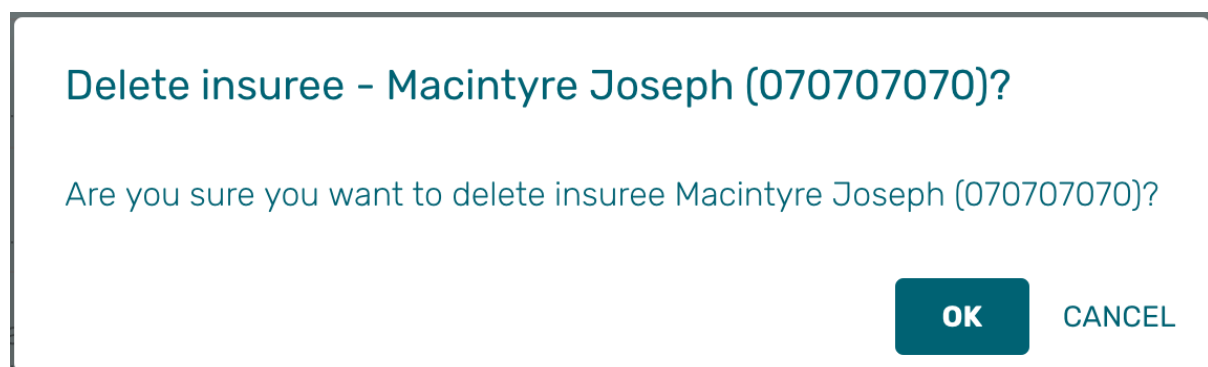 Delete insuree - Macintyre Joseph (070707070)?
Are you sure you want to delete insuree Macintyre Joseph (070707070)?
OK CANCEL